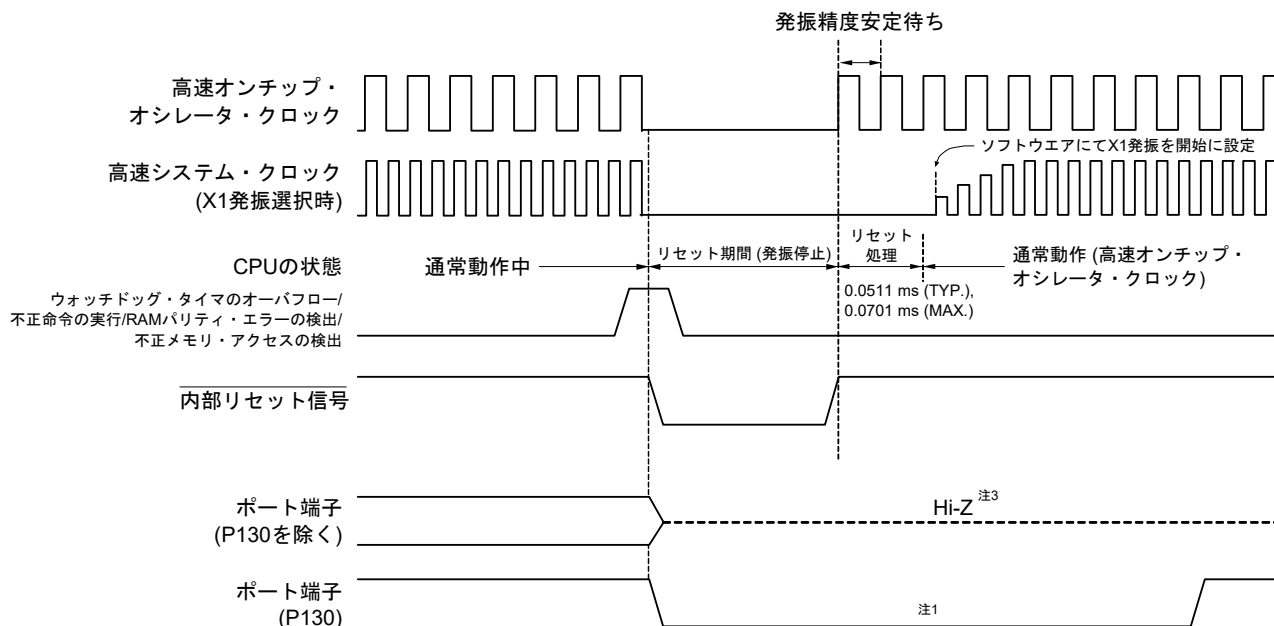 発振精度安定待ち
高速オンチップ・
オシレータ・クロック
ソフトウエアにてX1発振を開始に設定
高速システム・クロック
(X1発振選択時)
CPUの状態
通常動作中
リセット期間 (発振停止)
リセット
処理
通常動作 (高速オンチップ・
オシレータ・クロック)
0.0511 ms (TYP.),
0.0701 ms (MAX.)
ウォッチドッグ・タイマのオーバフロー/
不正命令の実行/RAMパリティ・エラーの検出/
不正メモリ・アクセスの検出
内部リセット信号
ポート端子
(P130を除く)
Hi-Z 注3
ポート端子
(P130)
注1